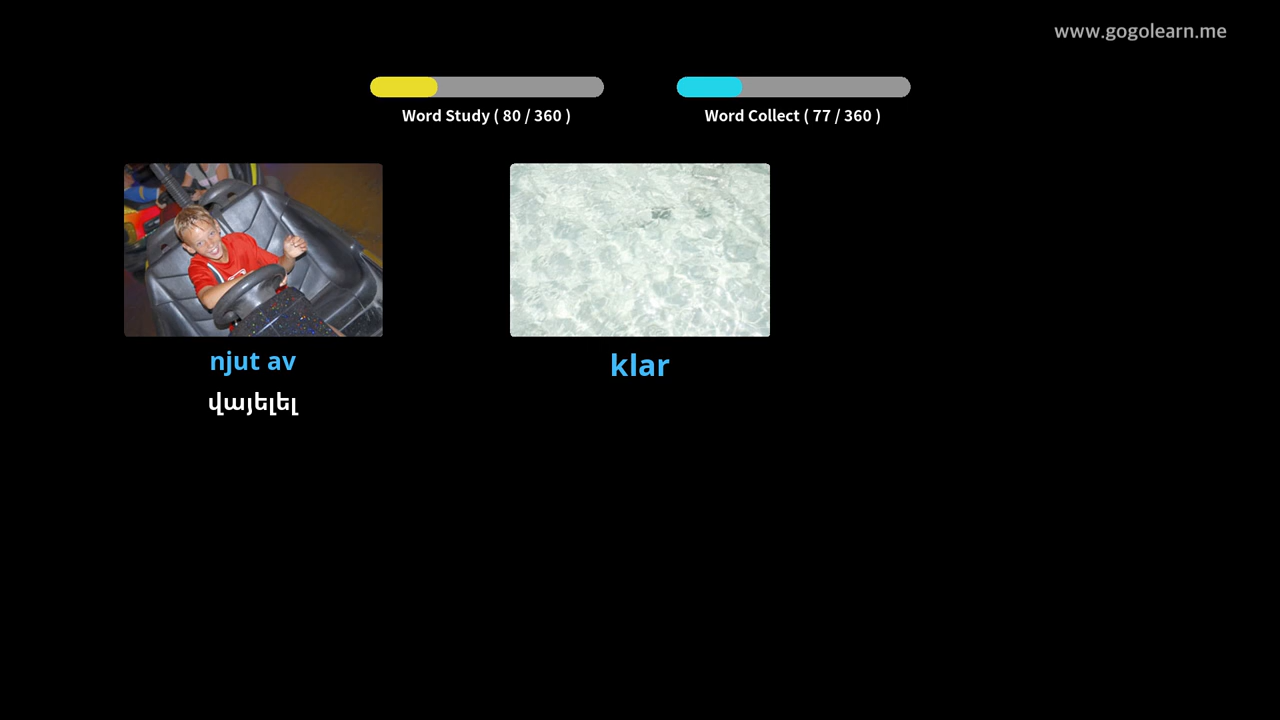 www.gogolearn.me
Word Study ( 80 / 360 )
Word Collect ( 77 / 360 )
njut av
վայելել
klar